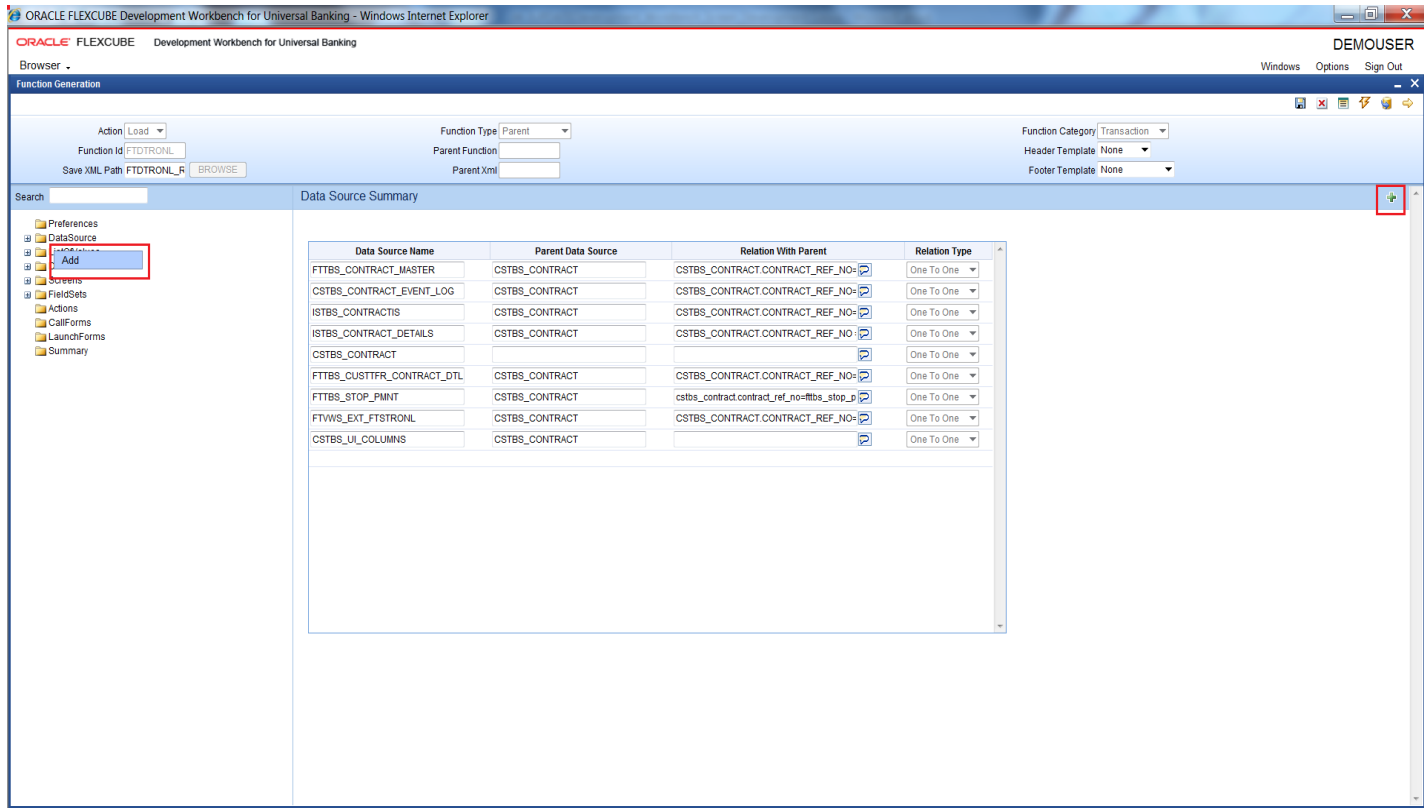 ORACLE FLEXCUBE Development Workbench for Universal Banking - Windows Internet Explorer
ORACLE FLEXCUBE Development Workbench for Universal Banking
DEMOUSER
Browser
Windows Options Sign Out
Function Generation
Action Load
Function Type Parent
Function Category Transaction
Function Id FTDTRONL
Parent Function
Header Template None
Save XML Path FTDTRONL_R BROWSE
Parent Xml
Footer Template None
Search
Data Source Summary
Preferences
DataSource
Add
Screens
FieldSets
Actions
CallForms
LaunchForms
Summary
Data Source Name Parent Data Source Relation With Parent Relation Type
FTTBS_CONTRACT_MASTER CSTBS_CONTRACT CSTBS_CONTRACT.CONTRACT_REF_NO= One To One
CSTBS_CONTRACT_EVENT_LOG CSTBS_CONTRACT CSTBS_CONTRACT.CONTRACT_REF_NO= One To One
ISTBS_CONTRACTIS CSTBS_CONTRACT CSTBS_CONTRACT.CONTRACT_REF_NO= One To One
ISTBS_CONTRACT_DETAILS CSTBS_CONTRACT CSTBS_CONTRACT.CONTRACT_REF_NO One To One
CSTBS_CONTRACT One To One
FTTBS_CUSTTFR_CONTRACT_DTL CSTBS_CONTRACT CSTBS_CONTRACT.CONTRACT_REF_NO= One To One
FTTBS_STOP_PMNT CSTBS_CONTRACT cstbs_contract.contract_ref_no=fttbs_stop_p One To One
FTVWS_EXT_FTSTRONL CSTBS_CONTRACT CSTBS_CONTRACT.CONTRACT_REF_NO= One To One
CSTBS_UI_COLUMNS CSTBS_CONTRACT One To One